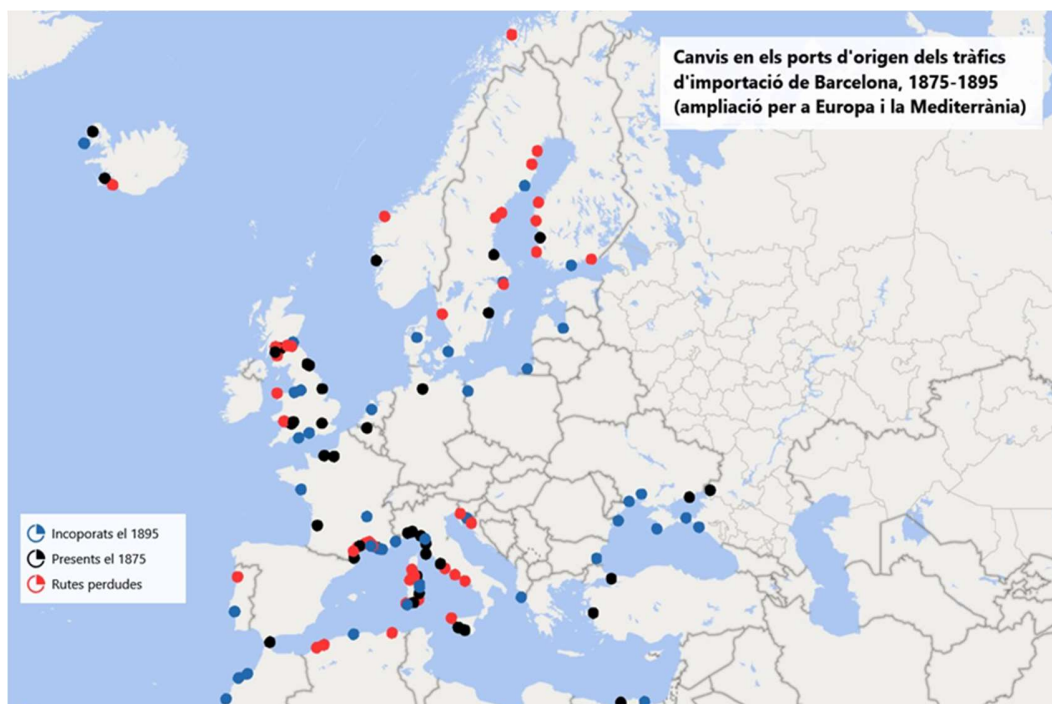 Canvis en els ports d'origen dels tràfics
d'importació de Barcelona, 1875-1895
(ampliació per a Europa i la Mediterrània)
Incoporats el 1895
Presents el 1875
Rutes perdudes